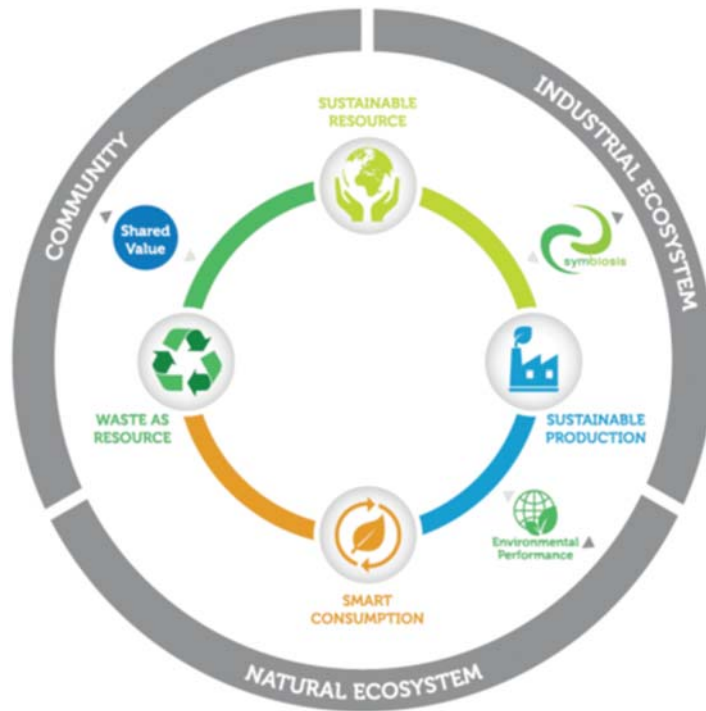 COMMUNITY
INDUSTRIAL ECOSYSTEM
SUSTAINABLE
RESOURCE
Shared
Value
symbiosis
WASTE AS
RESOURCE
SUSTAINABLE
PRODUCTION
Environmental
Performance
SMART
CONSUMPTION
NATURAL ECOSYSTEM